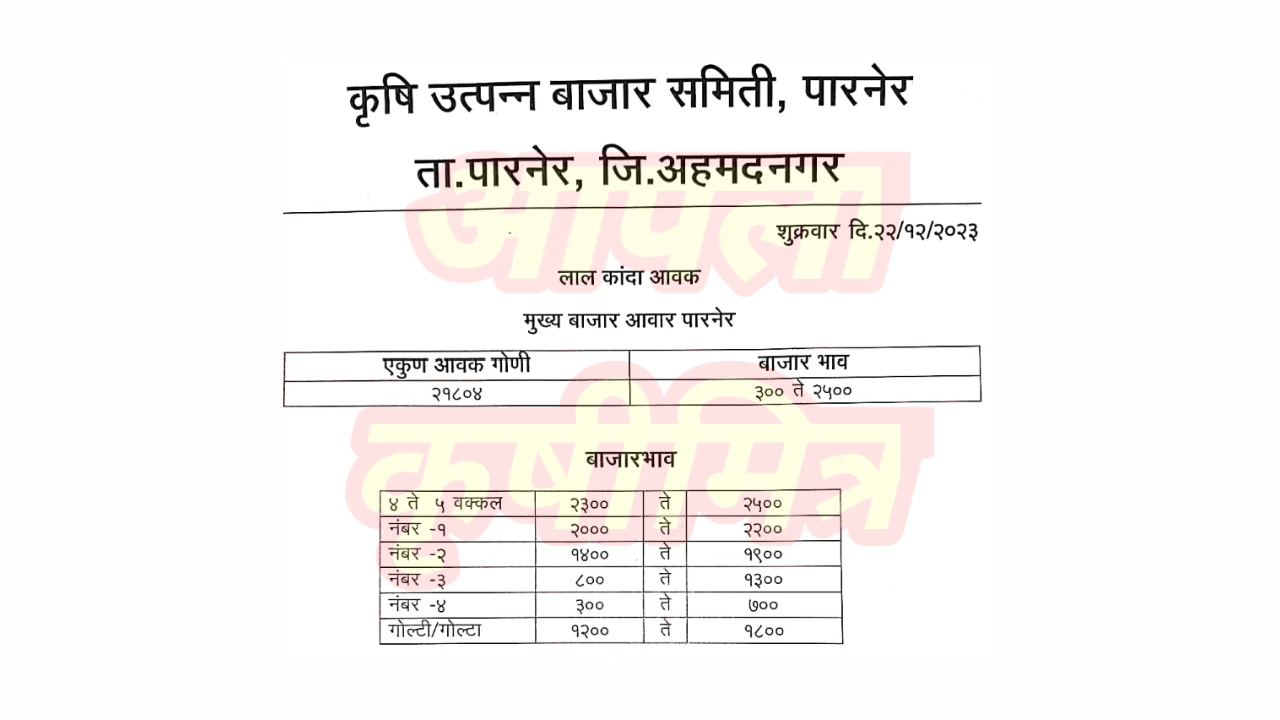 कृषि उत्पन्न बाजार समिती, पारनेर
ता.पारनेर, जि.अहमदनगर
शुक्रवार दि.२२/१२/२०२३
लाल कांदा आवक
मुख्य बाजार आवार पारनेर
एकुण आवक गोणी बाजार भाव
२१८०४ ३०० ते २५००
बाजारभाव
४ ते ५ वक्कल २३०० ते २५००
नंबर -१ २००० ते २२००
नंबर -२ १४०० ते १९००
नंबर -३ ८०० ते १३००
नंबर -४ ३०० ते ७००
गोल्टी/गोल्टा १२०० ते १८००
आपला
कृषीमित्र